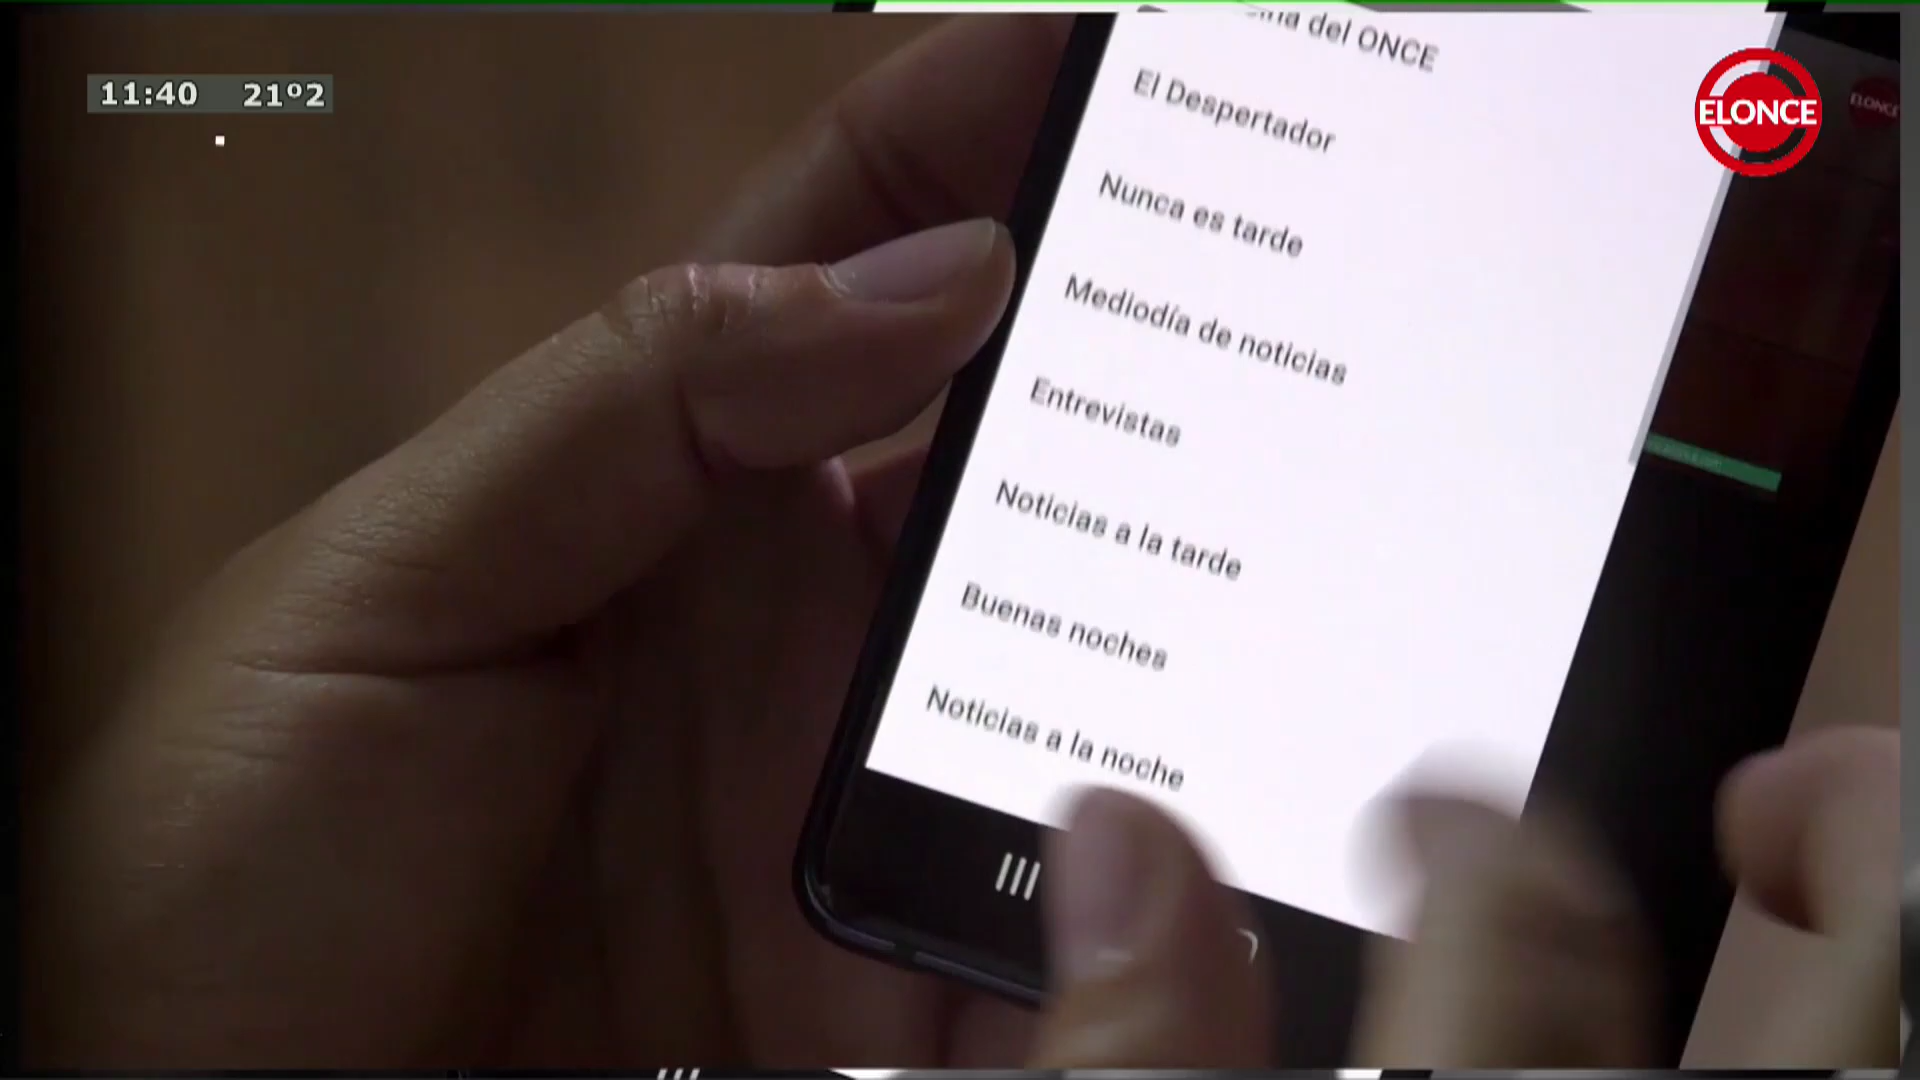 11:40 21º2
ELONCE
del ONCE
El Despertador
Nunca es tarde
Mediodía de noticias
Entrevistas
Noticias a la tarde
Buenas noches
Noticias a la noche
ELONCE